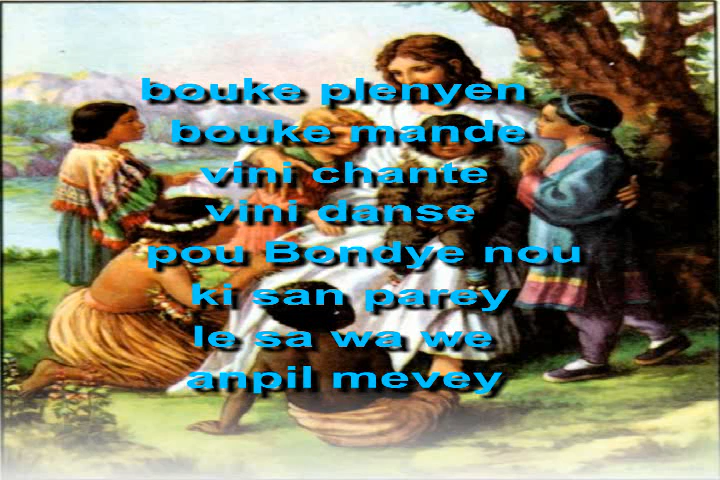 bouke plenyen
bouke mande
vini chante
vini danse
pou Bondye nou
ki san parey
le sa wa we
anpil mevey